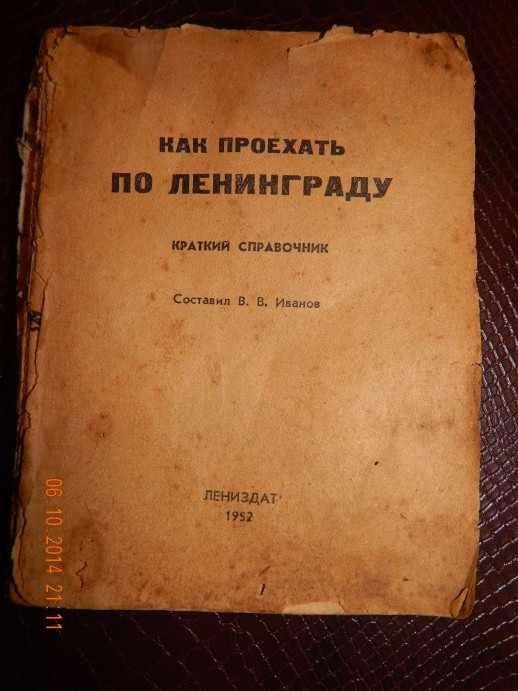 КАК ПРОЕХАТЬ
ПО ЛЕНИНГРАДУ
КРАТКИЙ СПРАВОЧНИК
Составил В. В. Иванов
ЛЕНИЗДАТ
1952
06.10.2014 21:11